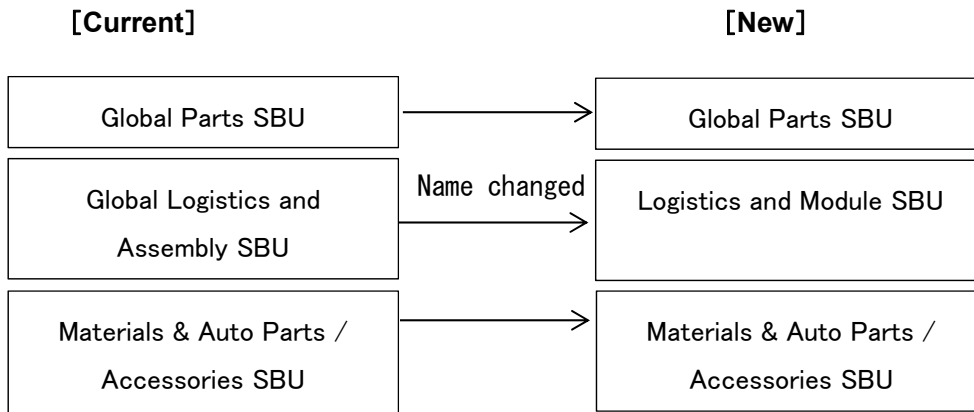 [Current]
[New]
Global Parts SBU
Global Parts SBU
Global Logistics and
Assembly SBU
Name changed
Logistics and Module SBU
Materials & Auto Parts /
Accessories SBU
Materials & Auto Parts /
Accessories SBU